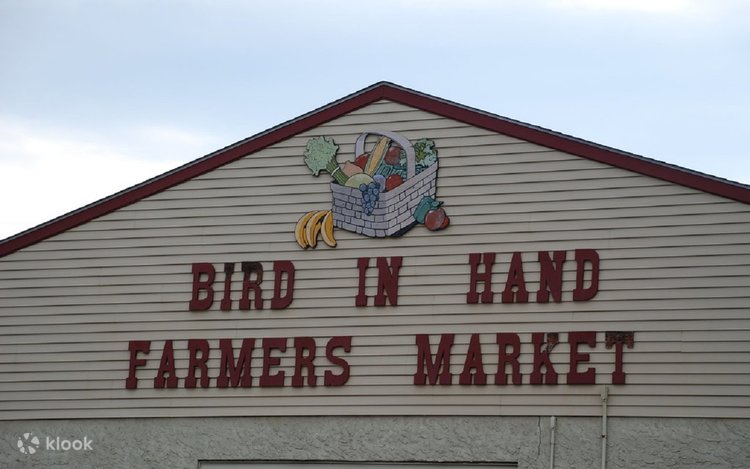 BIRD IN HAND
FARMERS MARKET
klook